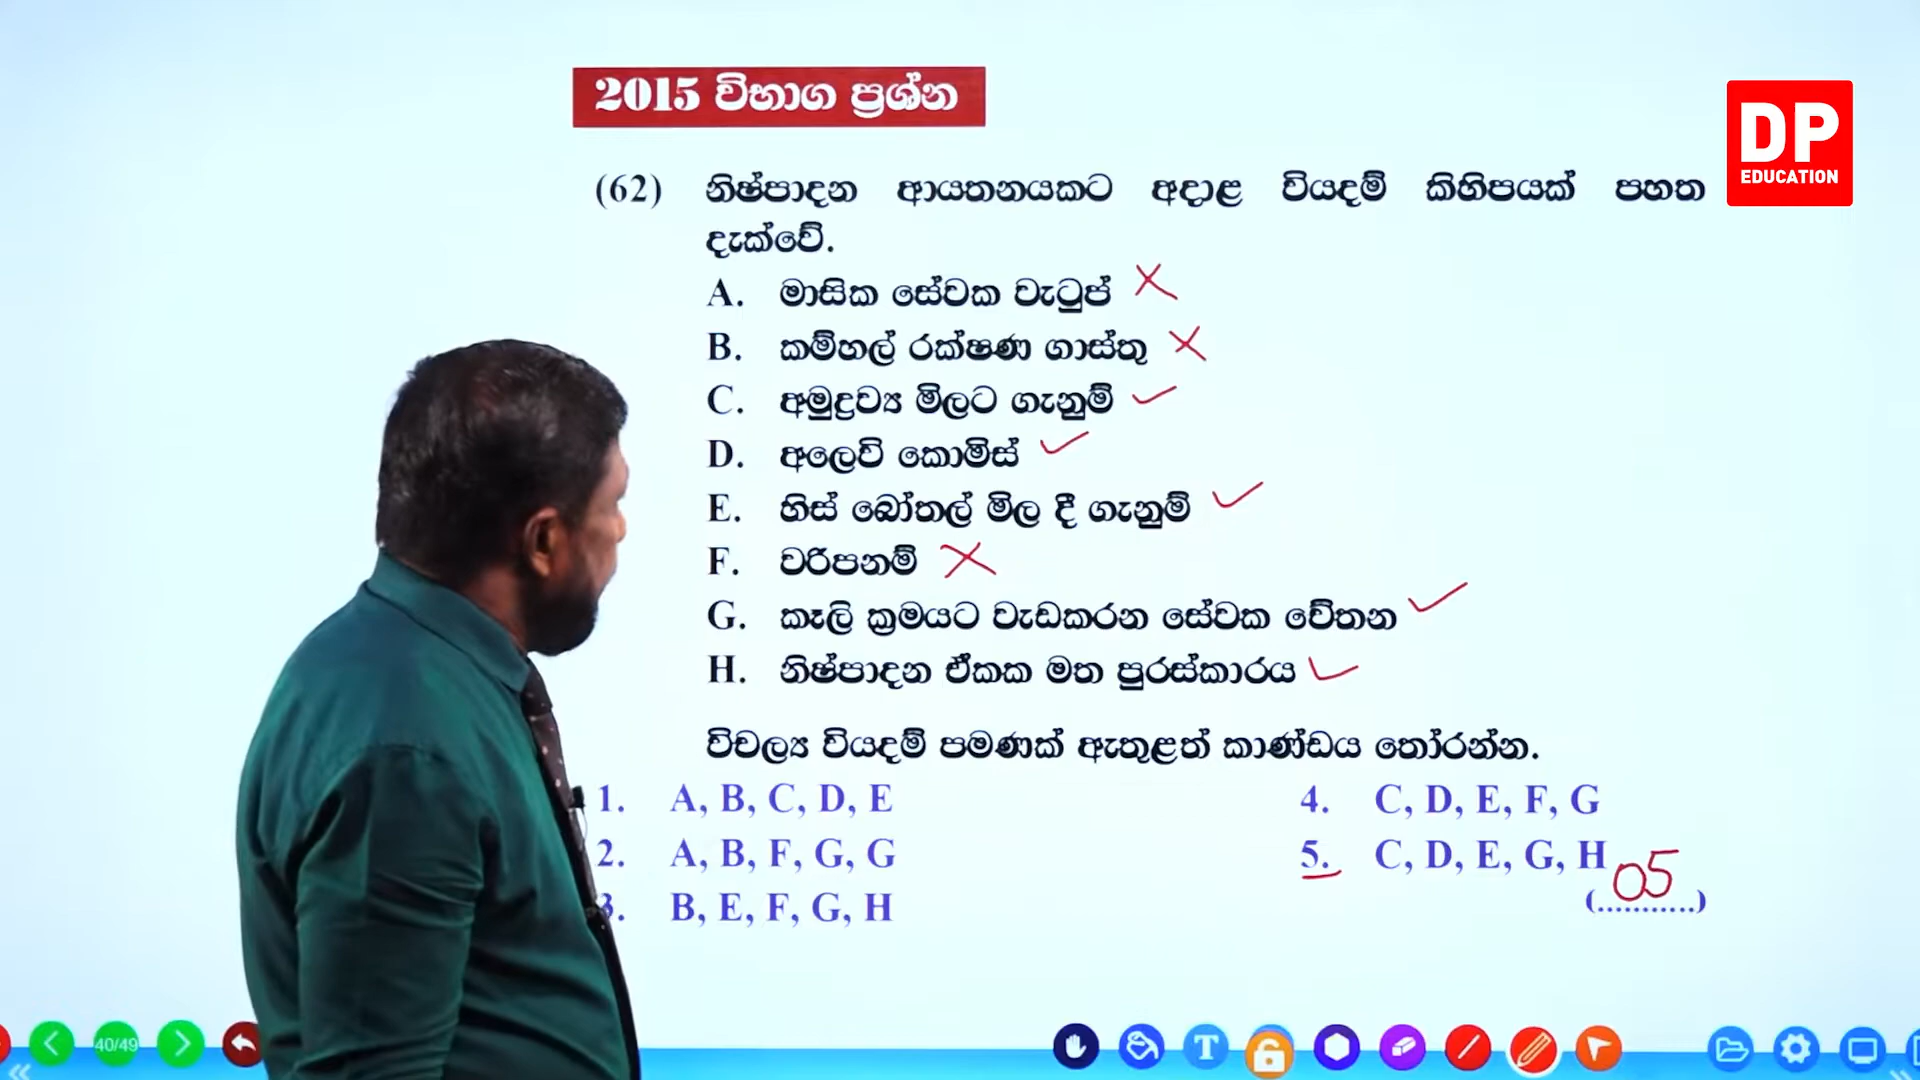 2015 විභාග ප්‍රශ්න
DP
EDUCATION
(62) නිෂ්පාදන ආයතනයකට අදාළ වියදම් කිහිපයක් පහත
දැක්වේ.
A. මාසික සේවක වැටුප්
B. කම්හල් රක්ෂණ ගාස්තු
C. අමුද්‍රව්‍ය මිලට ගැනුම්
D. අලෙවි කොමිස්
E. හිස් බෝතල් මිල දී ගැනුම්
F. වරිපනම්
G. කෑලි ක්‍රමයට වැඩකරන සේවක වේතන
H. නිෂ්පාදන ඒකක මත පුරස්කාරය
විචල්‍ය වියදම් පමණක් ඇතුළත් කාණ්ඩය තෝරන්න.
1. A, B, C, D, E
2. A, B, F, G, G
3. B, E, F, G, H
4. C, D, E, F, G
5. C, D, E, G, H
(....05....)
40/49
T